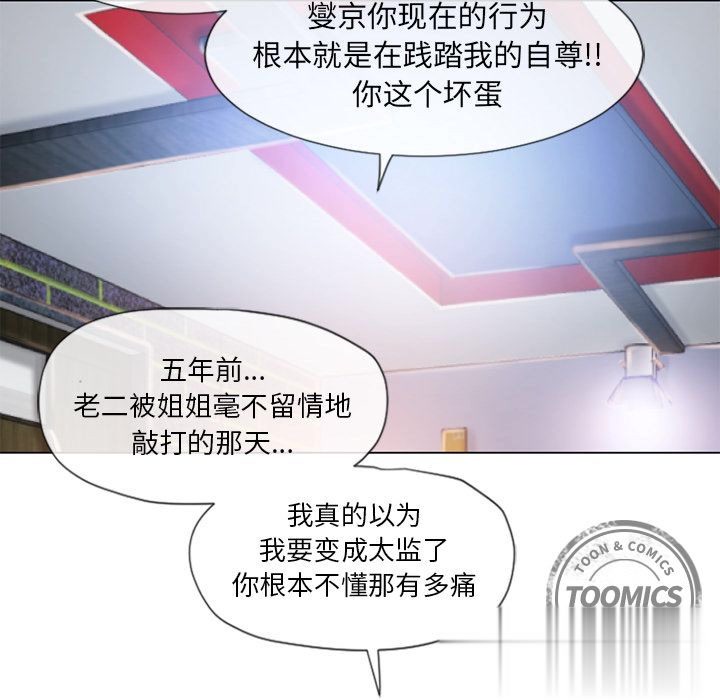 燮京你现在的行为
根本就是在践踏我的自尊!!
你这个坏蛋
五年前...
老二被姐姐毫不留情地
敲打的那天...
我真的以为
我要变成太监了
你根本不懂那有多痛
TOON & COMICS
TOOMICS